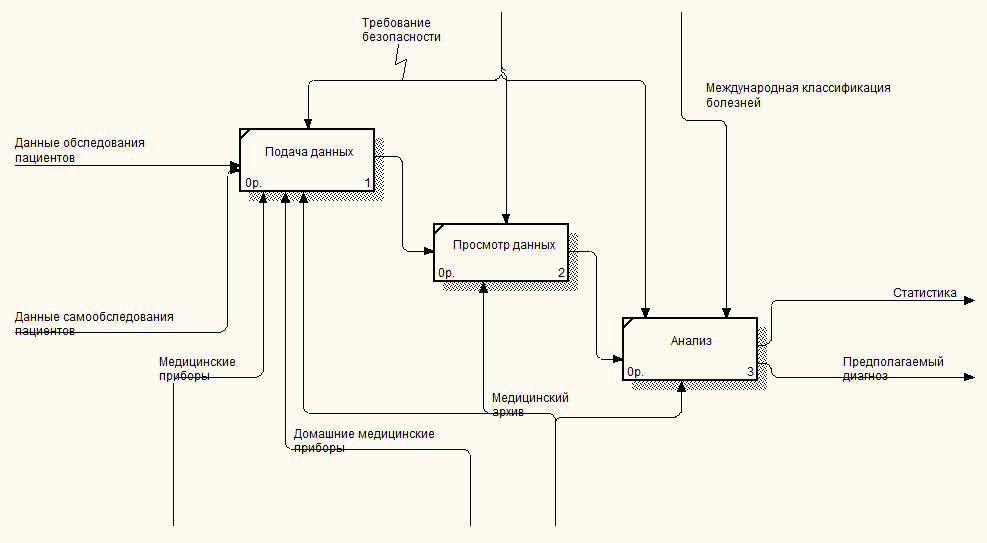 Требование
безопасности
Международная классификация
болезней
Данные обследования
пациентов
Подача данных
0р.
1
Просмотр данных
0р.
2
Данные самообследования
пациентов
Статистика
Анализ
0р.
3
Медицинские
приборы
Предполагаемый
диагноз
Медицинский
архив
Домашние медицинские
приборы